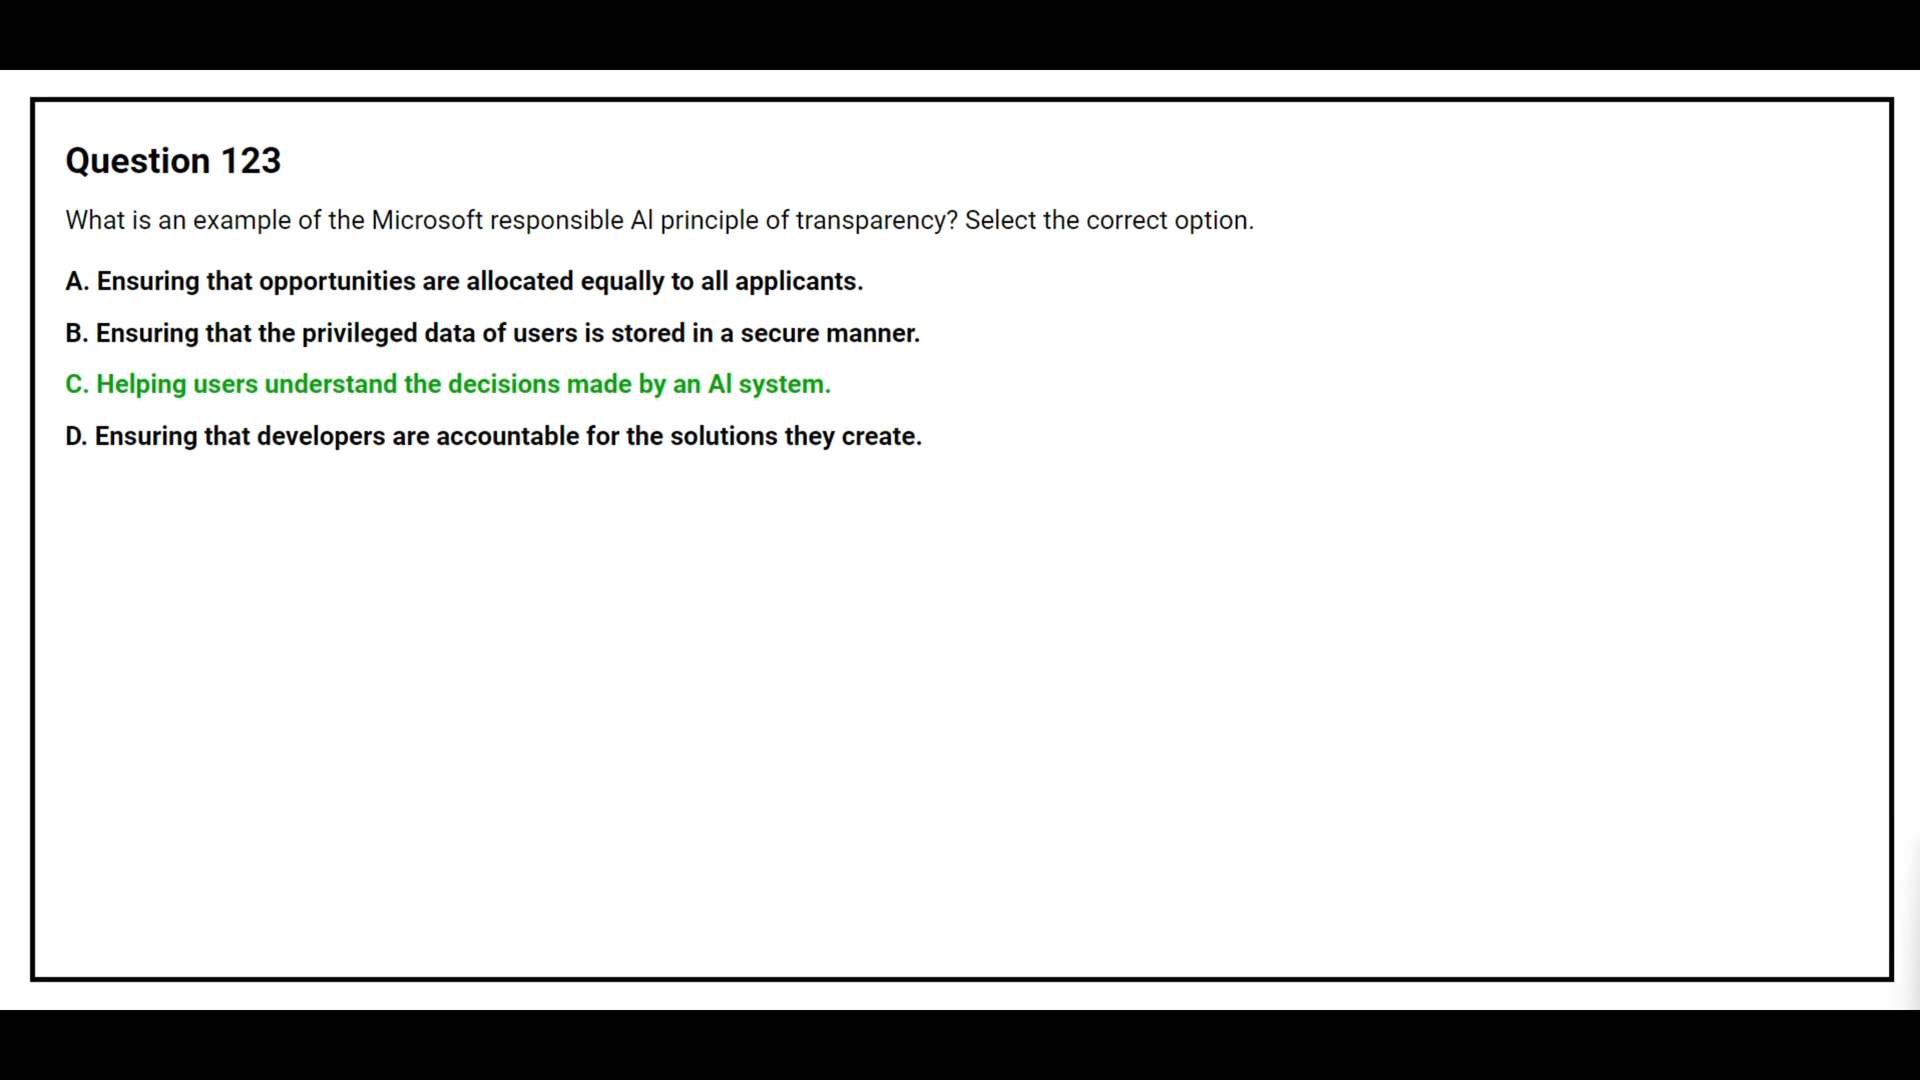 Question 123
What is an example of the Microsoft responsible AI principle of transparency? Select the correct option.
A. Ensuring that opportunities are allocated equally to all applicants.
B. Ensuring that the privileged data of users is stored in a secure manner.
C. Helping users understand the decisions made by an AI system.
D. Ensuring that developers are accountable for the solutions they create.